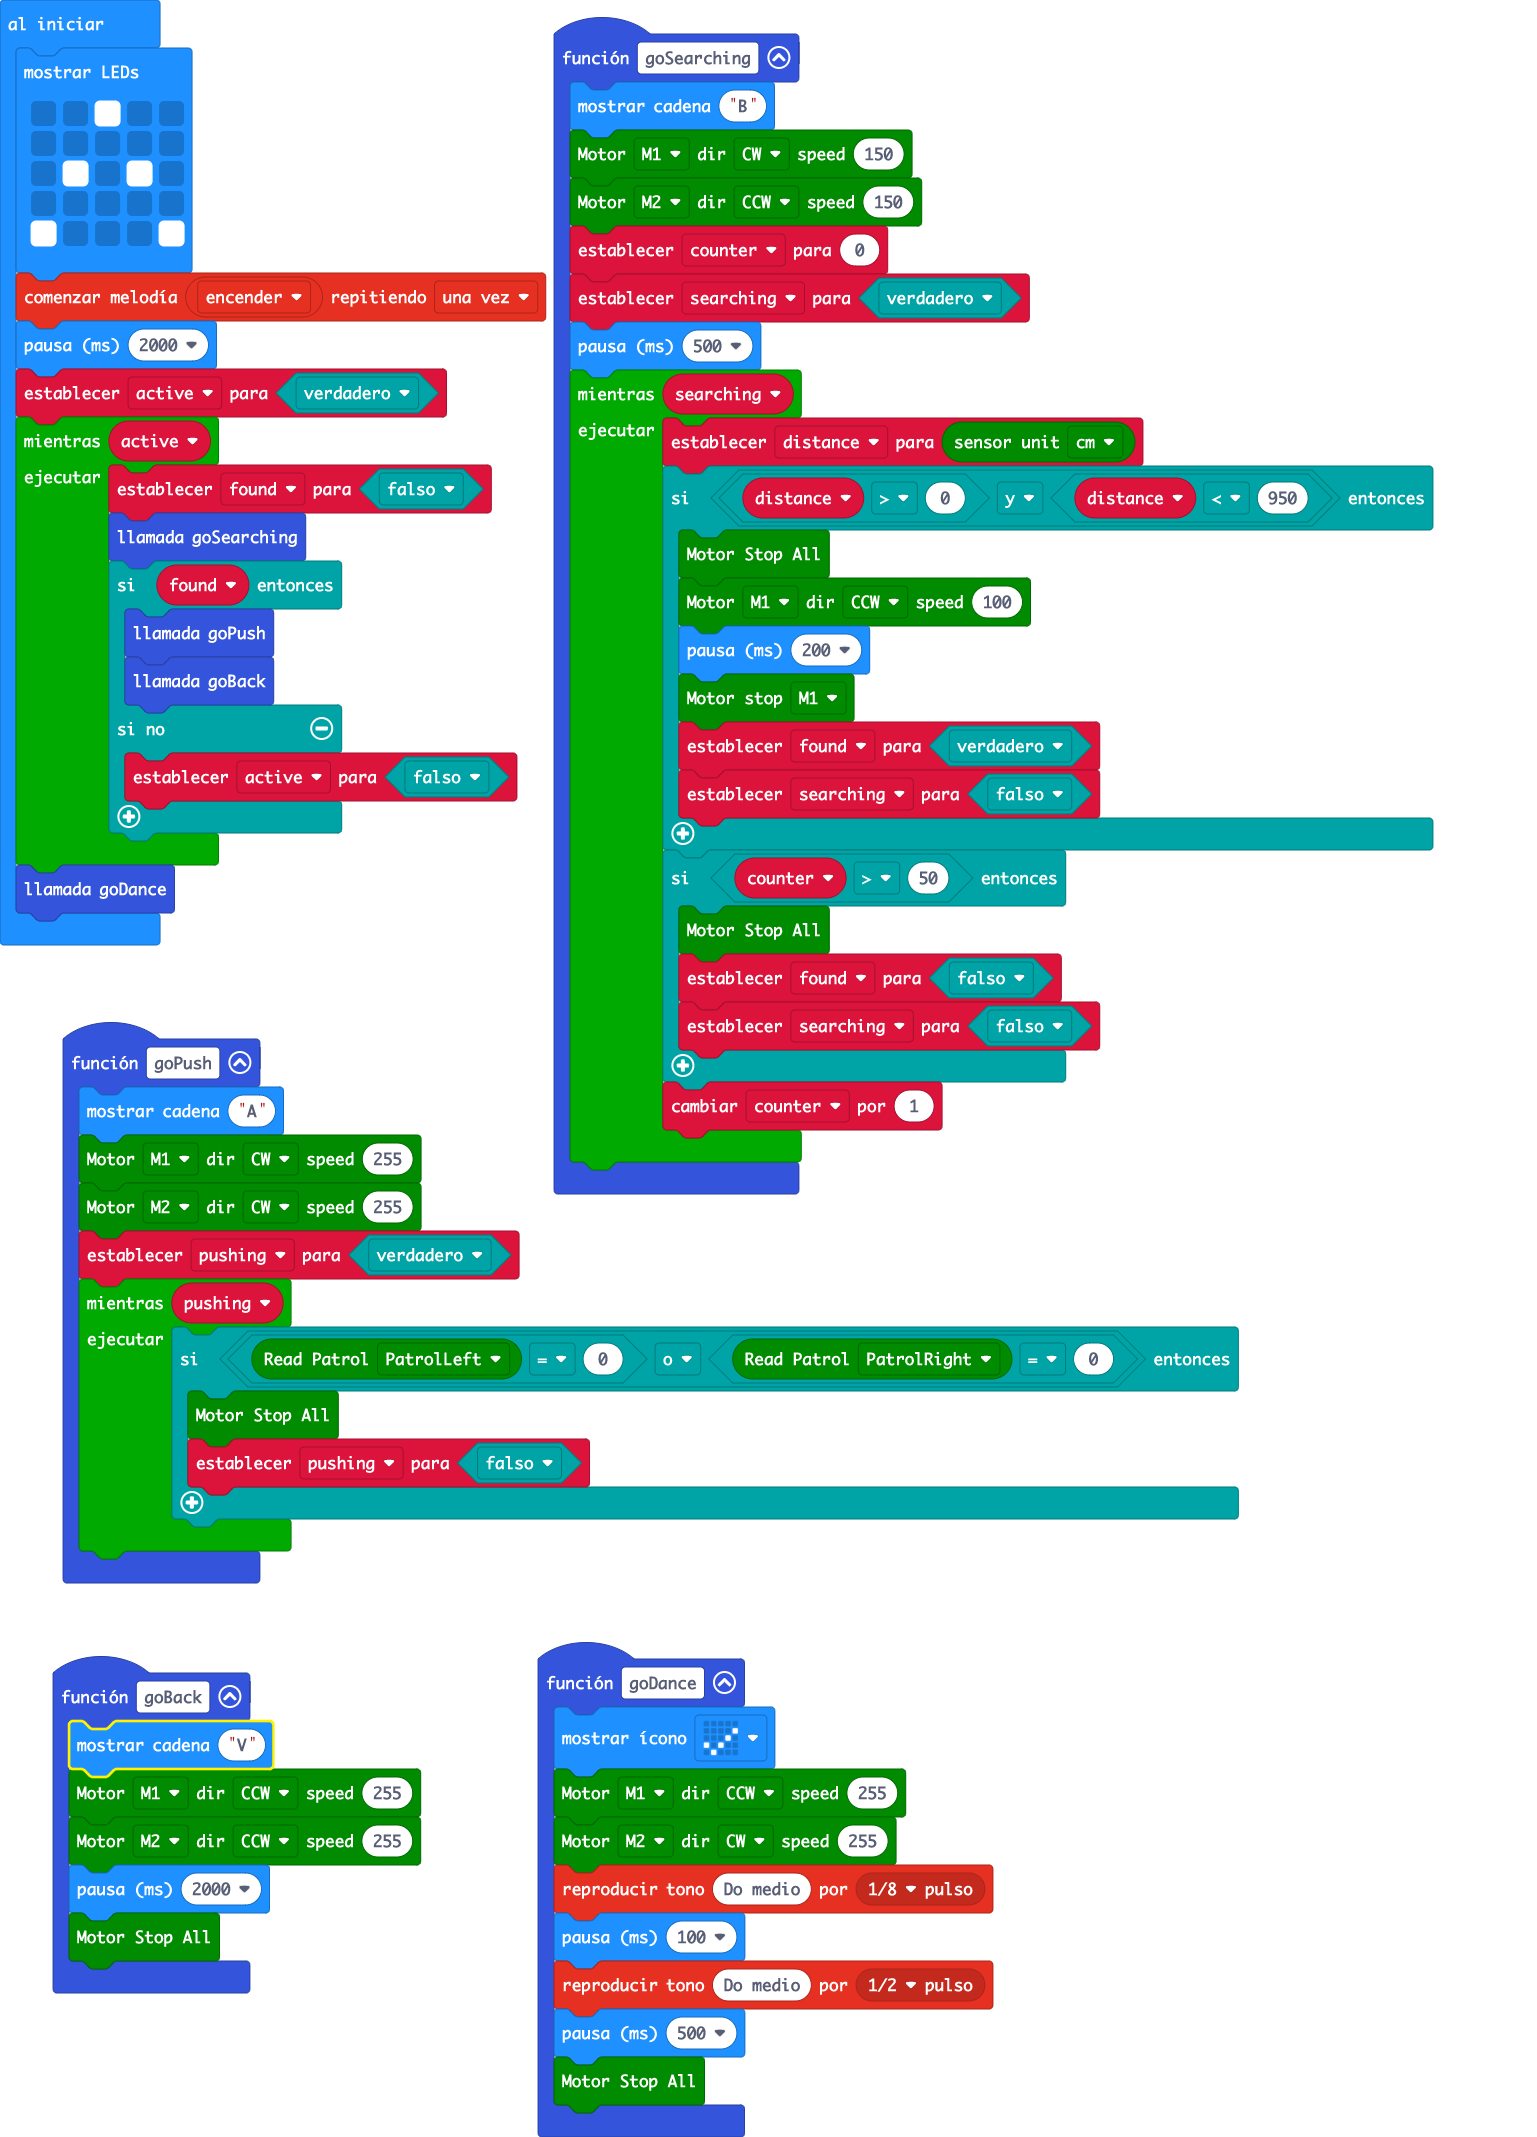 al iniciar
mostrar LEDs
comenzar melodía encender repitiendo una vez
pausa (ms) 2000
establecer active para verdadero
mientras active
ejecutar
establecer found para falso
llamada goSearching
si found entonces
llamada goPush
llamada goBack
si no
establecer active para falso
llamada goDance
función goSearching
mostrar cadena "B"
Motor M1 dir CW speed 150
Motor M2 dir CCW speed 150
establecer counter para 0
establecer searching para verdadero
pausa (ms) 500
mientras searching
ejecutar
establecer distance para sensor unit cm
si distance > 0 y distance < 950 entonces
Motor Stop All
Motor M1 dir CCW speed 100
pausa (ms) 200
Motor stop M1
establecer found para verdadero
establecer searching para falso
si counter > 50 entonces
Motor Stop All
establecer found para falso
establecer searching para falso
cambiar counter por 1
función goPush
mostrar cadena "A"
Motor M1 dir CW speed 255
Motor M2 dir CW speed 255
establecer pushing para verdadero
mientras pushing
ejecutar
si Read Patrol PatrolLeft = 0 o Read Patrol PatrolRight = 0 entonces
Motor Stop All
establecer pushing para falso
función goBack
mostrar cadena "V"
Motor M1 dir CCW speed 255
Motor M2 dir CCW speed 255
pausa (ms) 2000
Motor Stop All
función goDance
mostrar ícono
Motor M1 dir CCW speed 255
Motor M2 dir CW speed 255
reproducir tono Do medio por 1/8 pulso
pausa (ms) 100
reproducir tono Do medio por 1/2 pulso
pausa (ms) 500
Motor Stop All